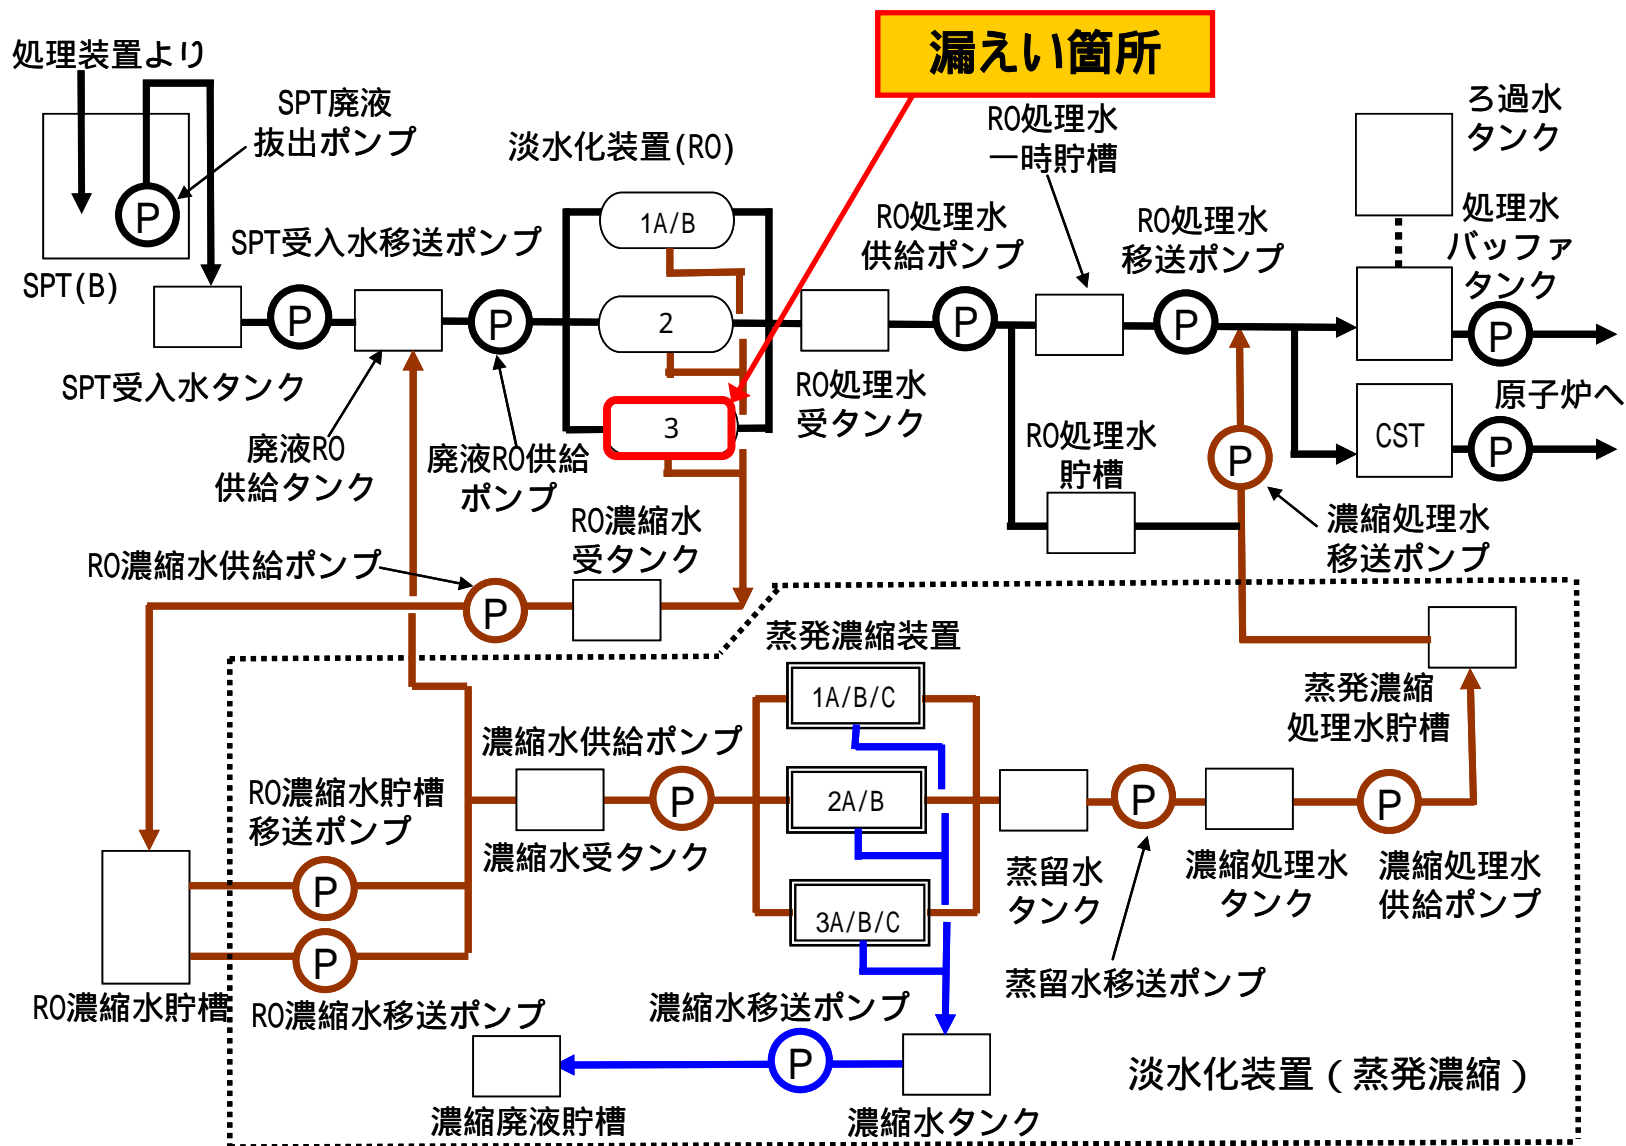 漏えい箇所
処理装置より
SPT廃液
抜出ポンプ
P
SPT(B)
SPT受入水移送ポンプ
P
SPT受入水タンク
廃液RO
供給タンク
P
廃液RO供給
ポンプ
淡水化装置(RO)
1A/B
2
3
RO処理水
受タンク
RO処理水
供給ポンプ
P
RO処理水
一時貯槽
RO処理水
移送ポンプ
P
RO処理水
貯槽
ろ過水
タンク
処理水
バッファ
タンク
P
原子炉へ
CST
P
P
濃縮処理水
移送ポンプ
RO濃縮水
受タンク
RO濃縮水供給ポンプ
P
蒸発濃縮装置
1A/B/C
2A/B
3A/B/C
濃縮水供給ポンプ
P
濃縮水受タンク
RO濃縮水貯槽
移送ポンプ
P
P
RO濃縮水貯槽
RO濃縮水移送ポンプ
蒸発濃縮
処理水貯槽
P
P
蒸留水
タンク
濃縮処理水
タンク
濃縮処理水
供給ポンプ
蒸留水移送ポンプ
濃縮水移送ポンプ
P
濃縮廃液貯槽
濃縮水タンク
淡水化装置(蒸発濃縮)